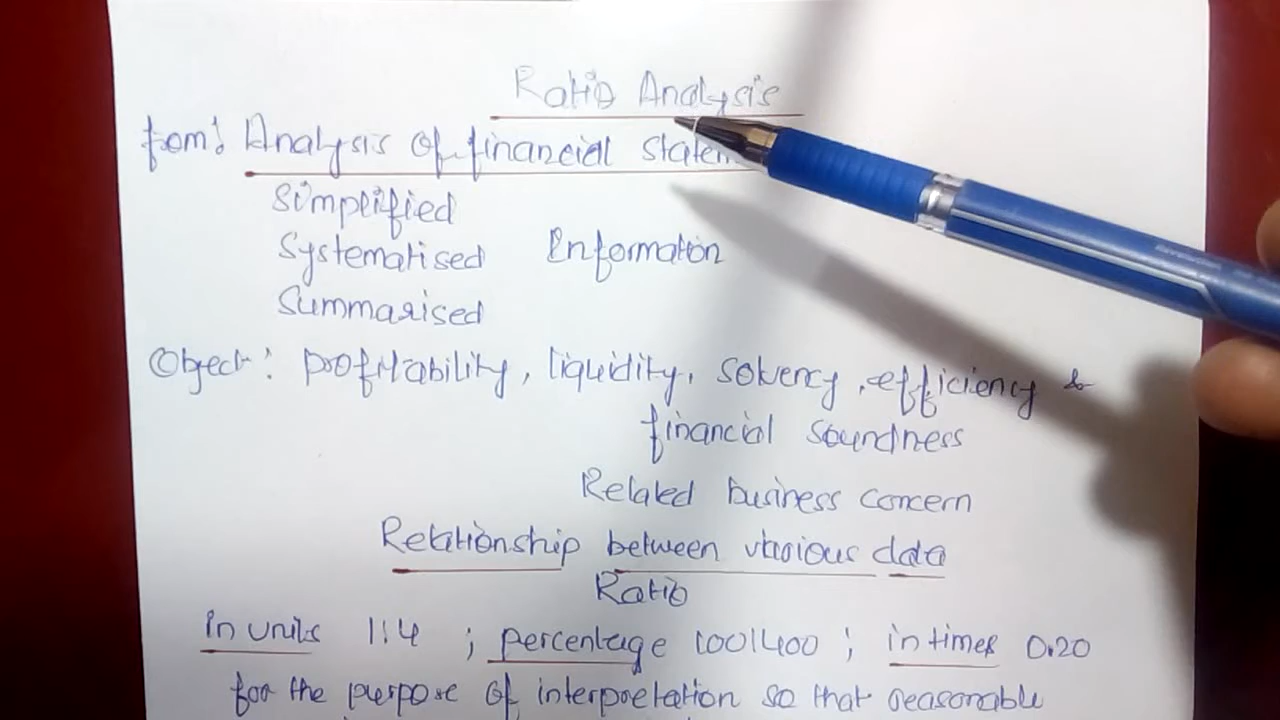 Ratio Analysis
from: Analysis of financial
Simplified
Systematised Information
Summarised
Object: profitability, liquidity, solvency, efficiency &
financial soundness
Related business concern
Relationship between various data
Ratio
in units 1:4 ; percentage 100/400 ; in times 0.20
for the purpose of interpretation so that reasonable